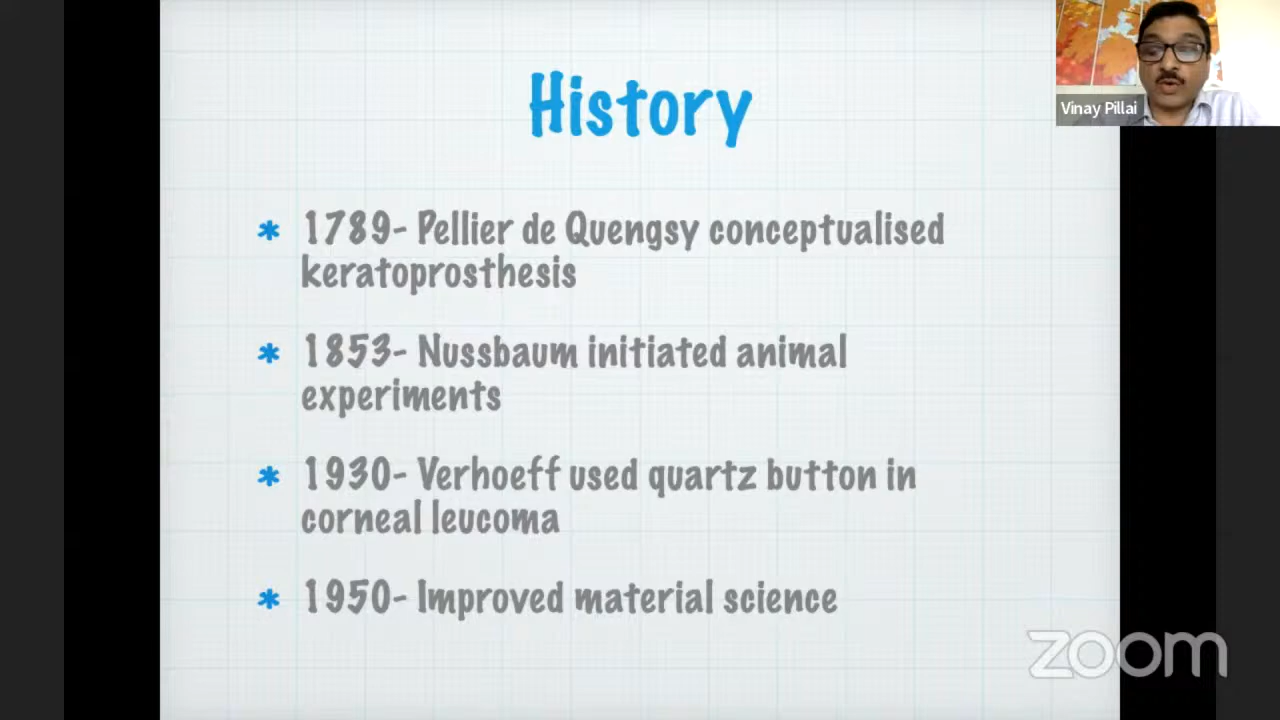 History
Vinay Pillai
* 1789- Pellier de Quengsy conceptualised
keratoprosthesis
* 1853- Nussbaum initiated animal
experiments
* 1930- Verhoeff used quartz button in
corneal leucoma
* 1950- Improved material science
zoom